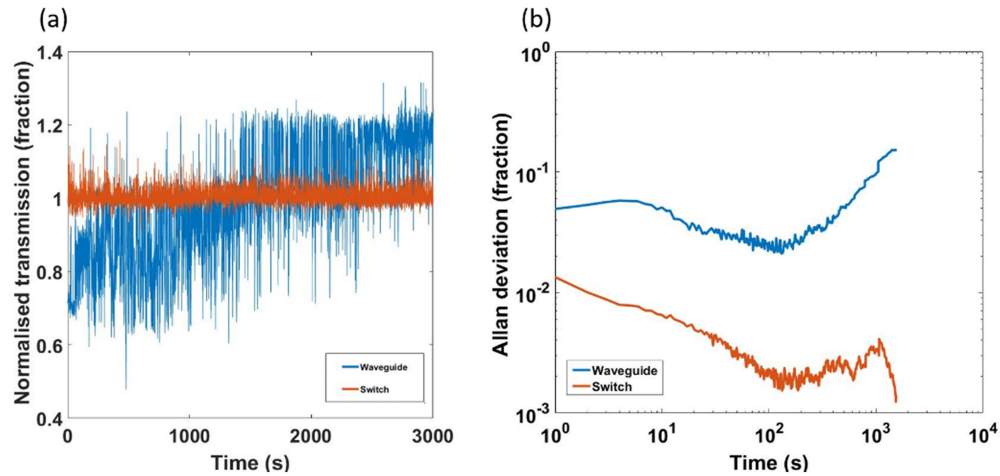 (a)
Normalised transmission (fraction)
1.4
1.2
1
0.8
0.6
0.4
0
1000
2000
3000
Time (s)
Waveguide
Switch
(b)
Allan deviation (fraction)
10^0
10^-1
10^-2
10^-3
10^0
10^1
10^2
10^3
10^4
Time (s)
Waveguide
Switch